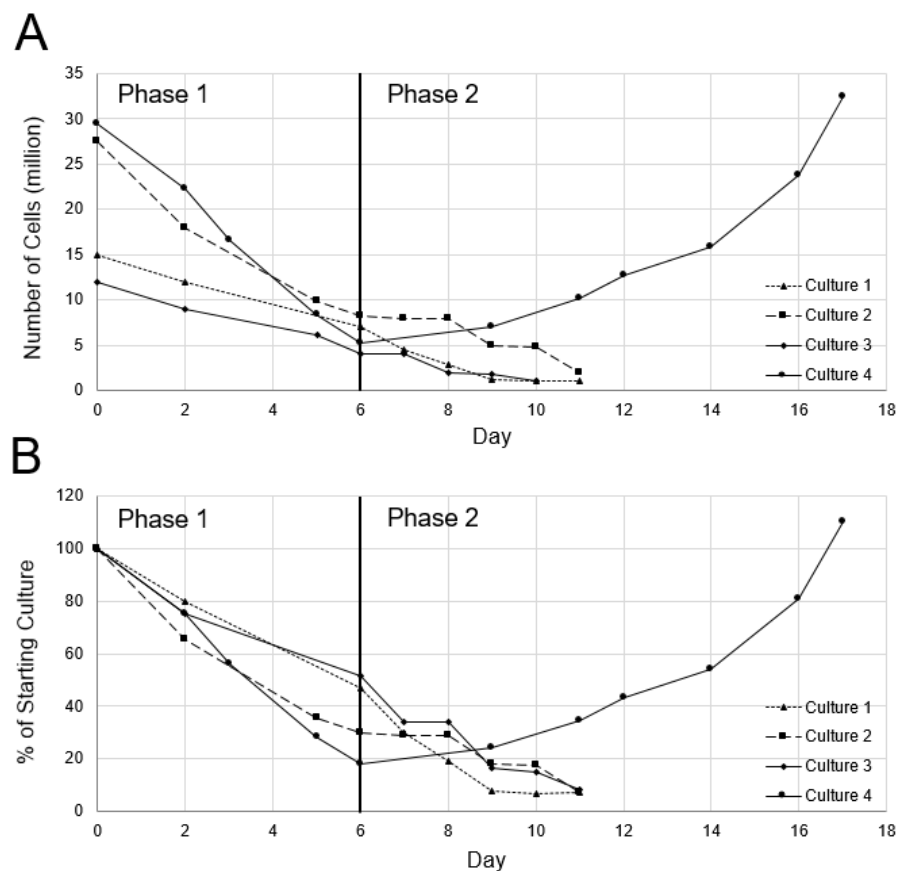 A
Phase 1
Phase 2
Number of Cells (million)
35
30
25
20
15
10
5
0
Culture 1
Culture 2
Culture 3
Culture 4
0 2 4 6 8 10 12 14 16 18
Day
B
Phase 1
Phase 2
% of Starting Culture
120
100
80
60
40
20
0
Culture 1
Culture 2
Culture 3
Culture 4
0 2 4 6 8 10 12 14 16 18
Day